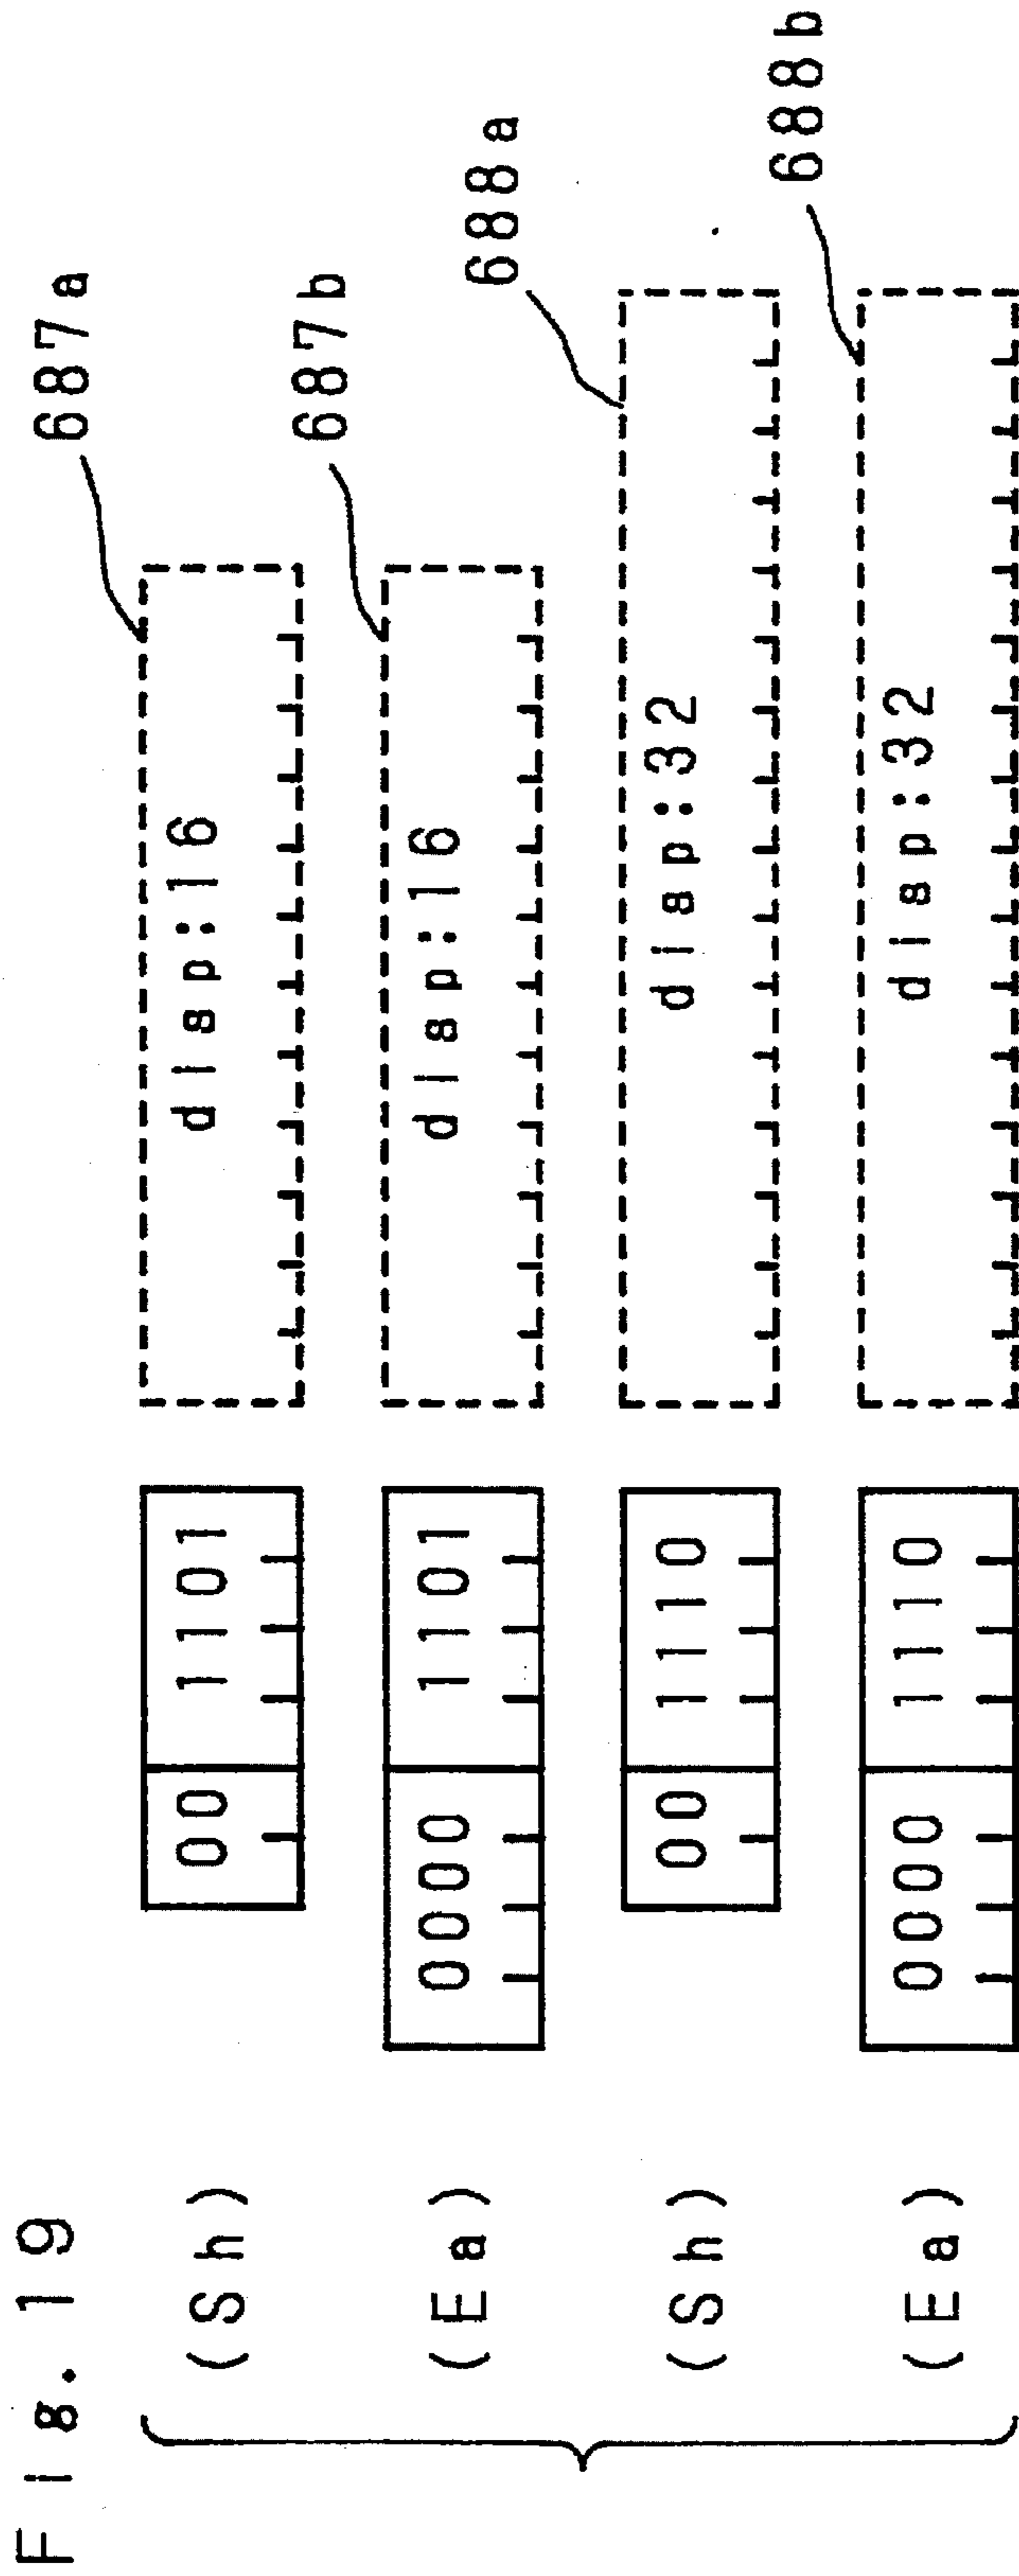 Fig. 19
(Sh) 00 1101 disp:16 687a
(Ea) 0000 1101 disp:16 687b
(Sh) 00 1110 disp:32 688a
(Ea) 0000 1110 disp:32 688b